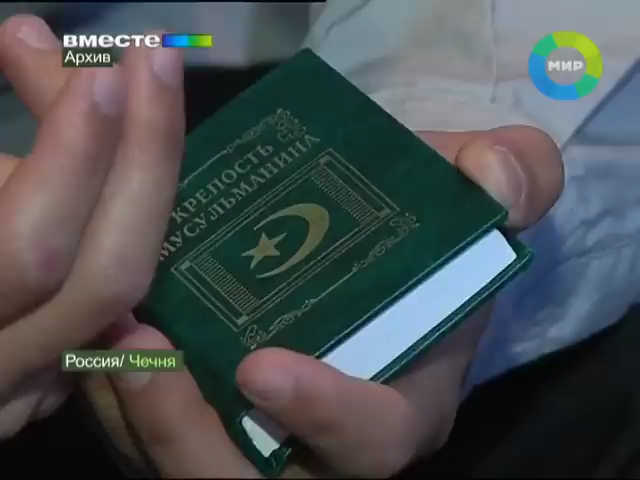 вместе
Архив
МИР
КРЕПОСТЬ
МУСУЛЬМАНИНА
Россия/ Чечня